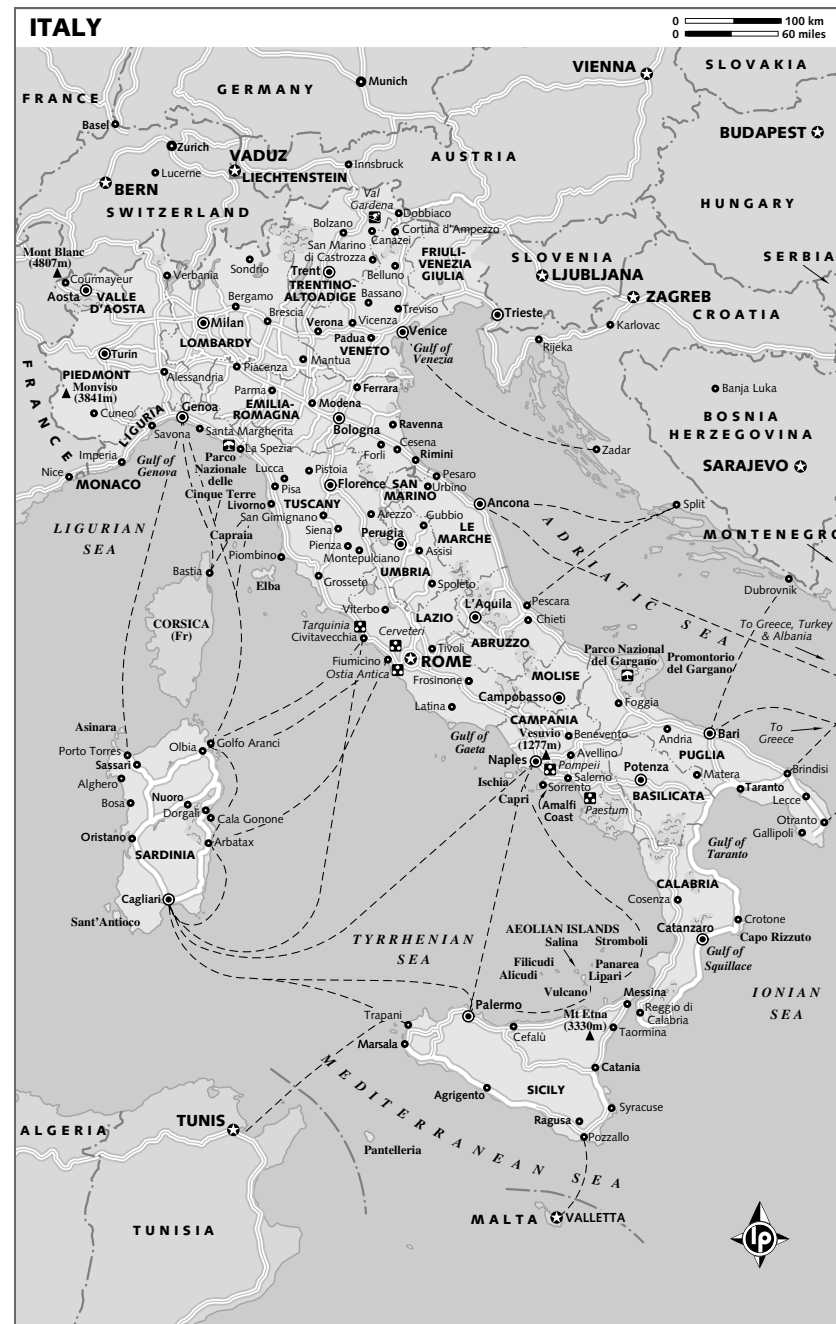 ITALY
0 100 km
0 60 miles
FRANCE
GERMANY
Munich
VIENNA
SLOVAKIA
Basel
Zurich
VADUZ
LIECHTENSTEIN
Innsbruck
AUSTRIA
BUDAPEST
Lucerne
BERN
SWITZERLAND
HUNGARY
Val
Gardena
Dobbiaco
Bolzano
Cortina d'Ampezzo
Canazei
San Marino
di Castrozza
Mont Blanc
(4807m)
Courmayeur
Aosta
VALLE
D'AOSTA
Verbania
Sondrio
Trent
TRENTINO-
ALTOADIGE
Belluno
FRIULI-
VENEZIA
GIULIA
SLOVENIA
LJUBLJANA
SERBIA
ZAGREB
CROATIA
Bergamo
Bassano
Treviso
Milan
Brescia
Verona
Vicenza
Trieste
Karlovac
LOMBARDY
Padua
VENETO
Venice
Gulf of
Venezia
Rijeka
Turin
Mantua
FRANCE
PIEDMONT
Monviso
(3841m)
Alessandria
Piacenza
Parma
Ferrara
EMILIA-
ROMAGNA
Modena
Banja Luka
BOSNIA
HERZEGOVINA
Cuneo
LIGURIA
Genoa
Savona
Santa Margherita
Bologna
Ravenna
Cesena
Forli
Rimini
Zadar
SARAJEVO
Imperia
Gulf of
Genova
La Spezia
Parco
Nazionale
delle
Cinque Terre
Nice
MONACO
Lucca
Pistoia
Pisa
Florence
SAN
MARINO
Pesaro
Urbino
Livorno
TUSCANY
San Gimignano
Arezzo
Gubbio
Ancona
Split
LIGURIAN
SEA
Capraia
Siena
Perugia
LE
MARCHE
ADRIATIC SEA
MONTENEGRO
Pienza
Montepulciano
Assisi
UMBRIA
Piombino
Bastia
Elba
Grosseto
Spoleto
Dubrovnik
CORSICA
(Fr)
Viterbo
LAZIO
L'Aquila
Pescara
Chieti
To Greece, Turkey
& Albania
Tarquinia
Civitavecchia
Cerveteri
ABRUZZO
Tivoli
ROME
Fiumicino
Ostia Antica
Frosinone
MOLISE
Campobasso
Parco Nazional
del Gargano
Promontorio
del Gargano
Latina
Foggia
Gulf of
Gaeta
CAMPANIA
Vesuvio
(1277m)
Benevento
Avellino
Andria
Bari
To
Greece
PUGLIA
Asinara
Porto Torres
Sassari
Olbia
Golfo Aranci
Naples
Pompeii
Salerno
Potenza
Matera
Brindisi
Alghero
Ischia
Capri
Sorrento
Amalfi
Coast
Paestum
BASILICATA
Taranto
Lecce
Bosa
Nuoro
Dorgali
Cala Gonone
Otranto
Gallipoli
Oristano
Arbatax
Gulf of
Taranto
SARDINIA
CALABRIA
Cagliari
Cosenza
Sant'Antioco
Crotone
Catanzaro
Capo Rizzuto
TYRRHENIAN
SEA
AEOLIAN ISLANDS
Salina
Stromboli
Gulf of
Squillace
Filicudi
Alicudi
Panarea
Lipari
Vulcano
Messina
IONIAN
SEA
Palermo
Mt Etna
(3330m)
Reggio di
Calabria
Trapani
Cefalù
Taormina
Marsala
Catania
MEDITERRANEAN SEA
Agrigento
SICILY
Syracuse
TUNIS
Ragusa
ALGERIA
Pozzallo
Pantelleria
MALTA
VALLETTA
TUNISIA
lp